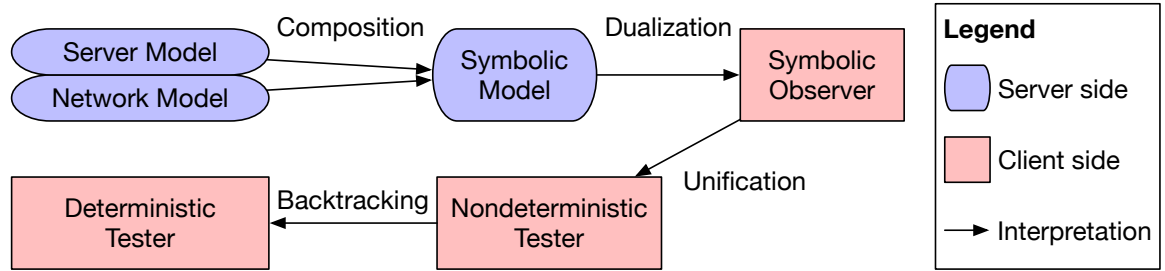 Composition
Dualization
Server Model
Network Model
Symbolic
Model
Symbolic
Observer
Unification
Backtracking
Deterministic
Tester
Nondeterministic
Tester
Legend
Server side
Client side
Interpretation